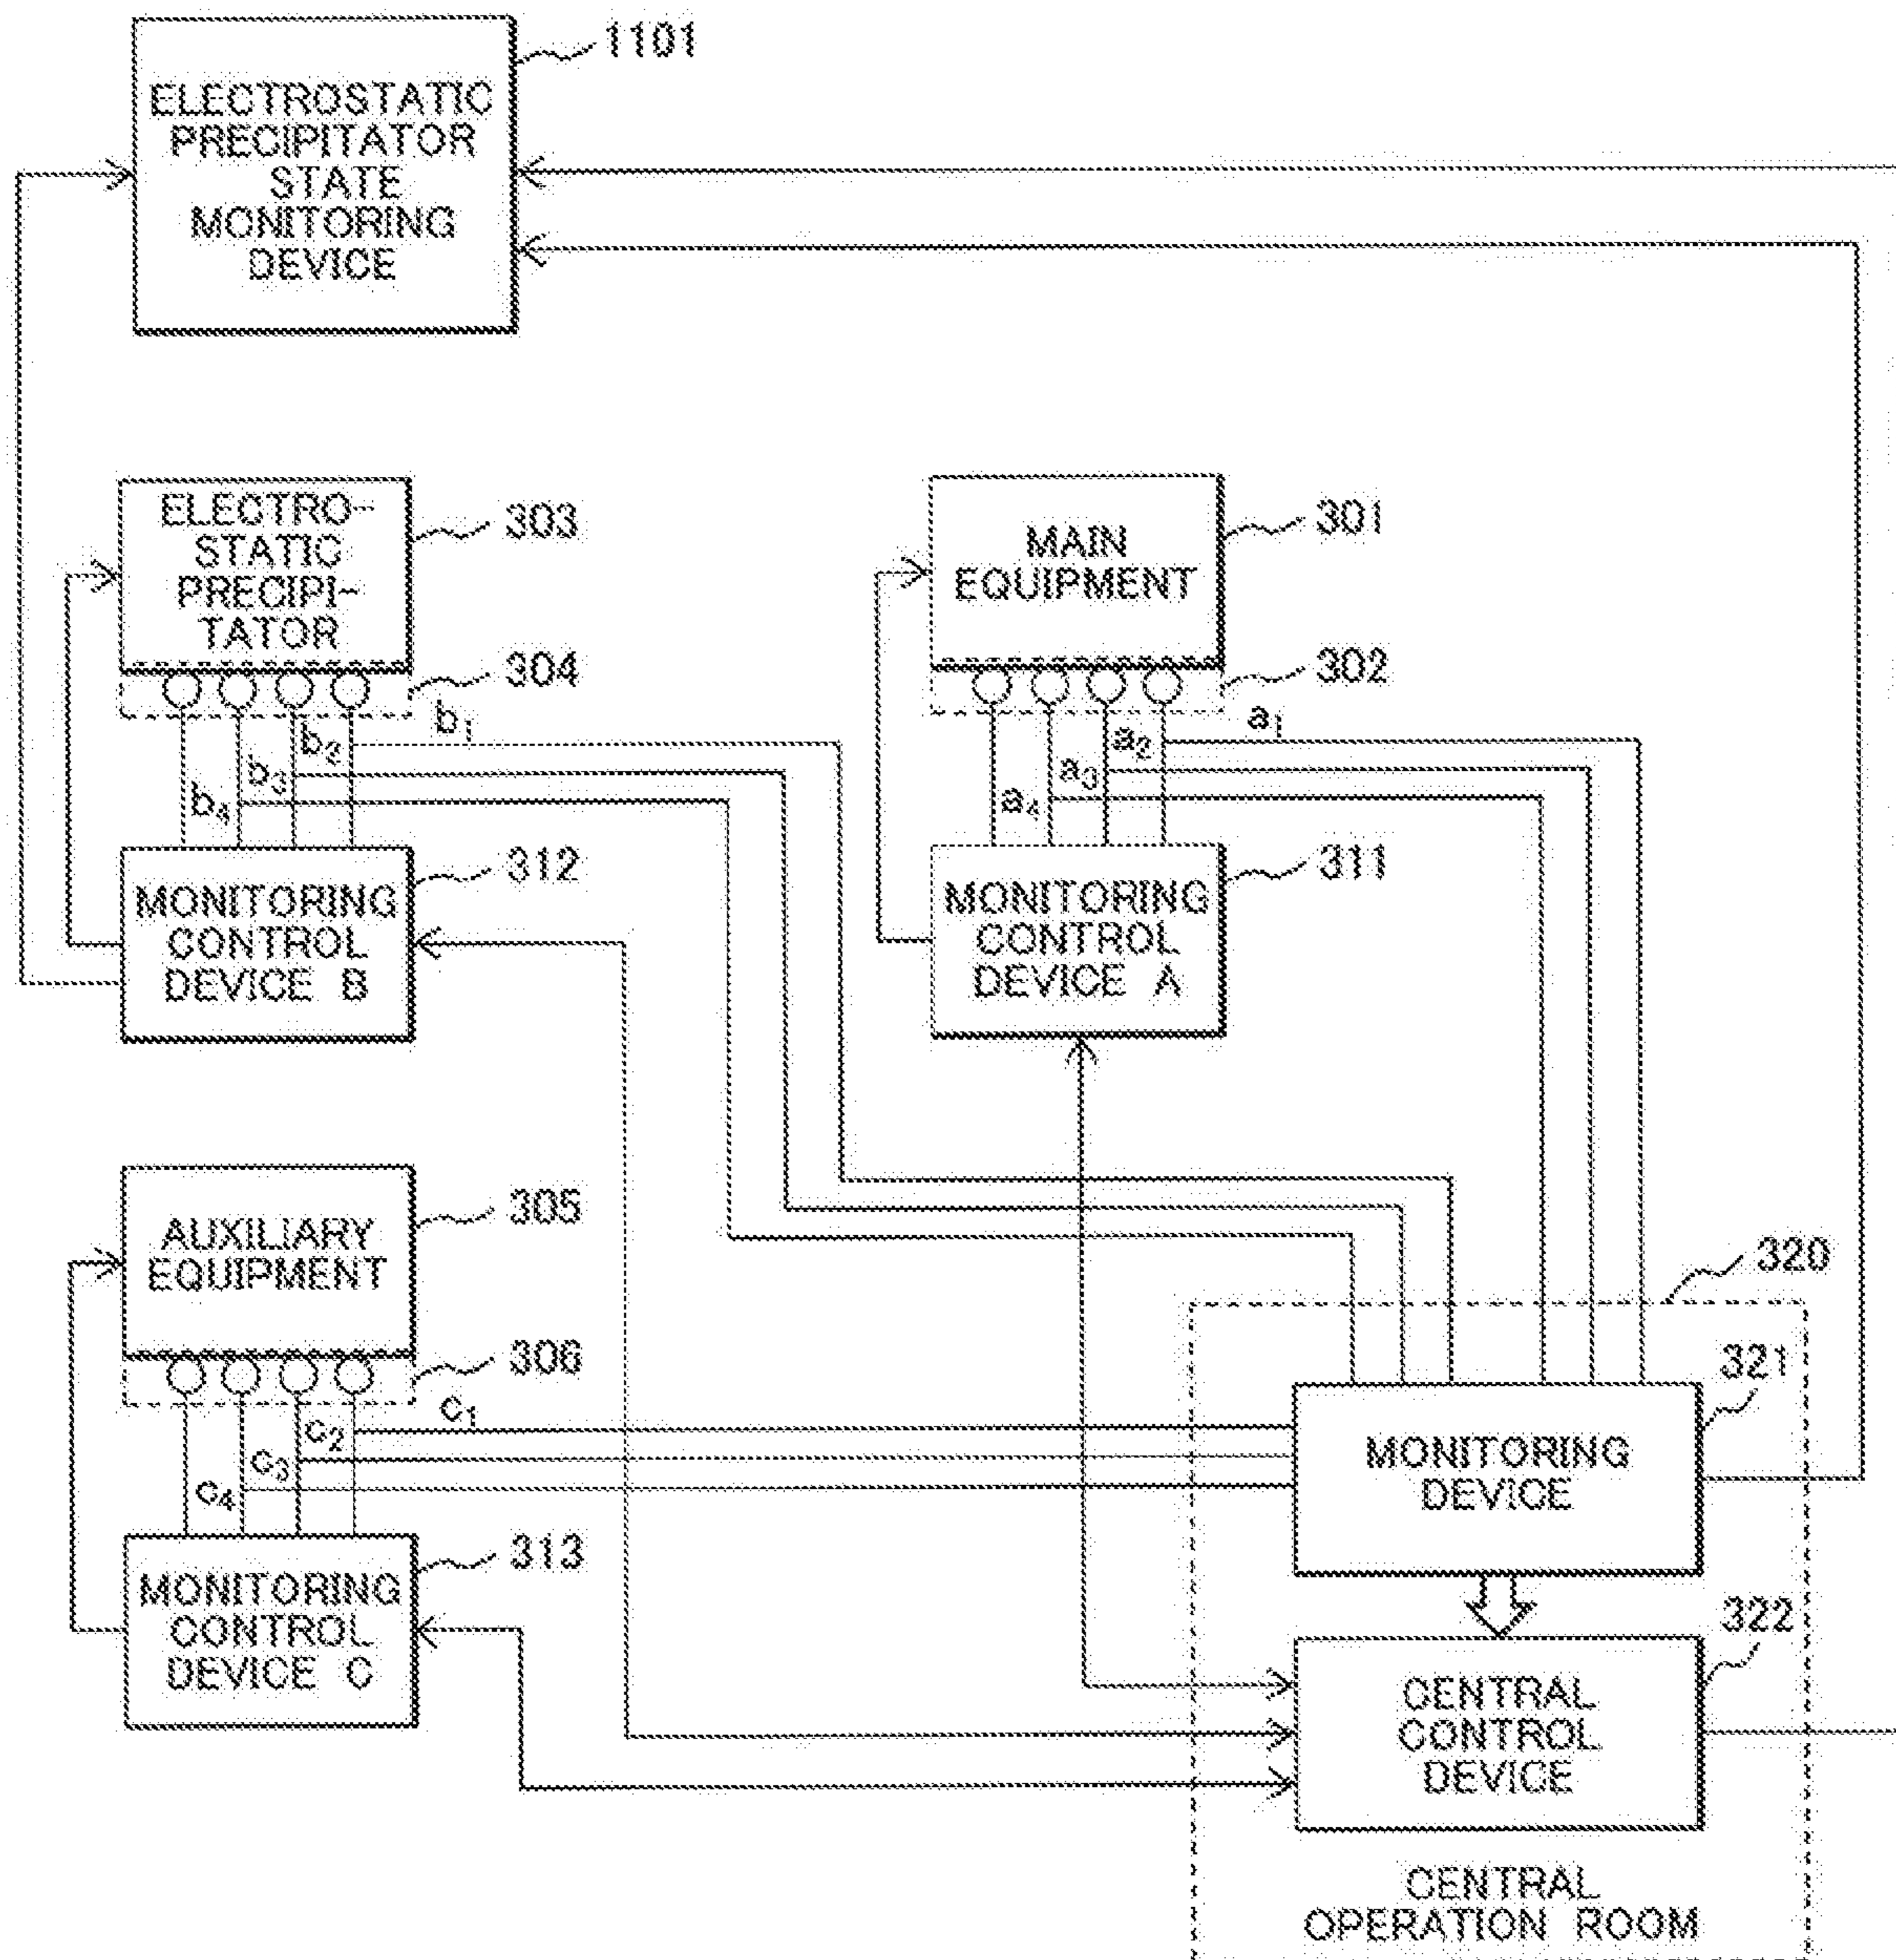 1101
ELECTROSTATIC
PRECIPITATOR
STATE
MONITORING
DEVICE
ELECTRO-
STATIC
PRECIPI-
TATOR
303
304
b1
b2
b3
b4
MONITORING
CONTROL
DEVICE B
312
MAIN
EQUIPMENT
301
302
a1
a2
a3
a4
MONITORING
CONTROL
DEVICE A
311
AUXILIARY
EQUIPMENT
305
306
c1
c2
c3
c4
MONITORING
CONTROL
DEVICE C
313
320
321
MONITORING
DEVICE
322
CENTRAL
CONTROL
DEVICE
CENTRAL
OPERATION ROOM